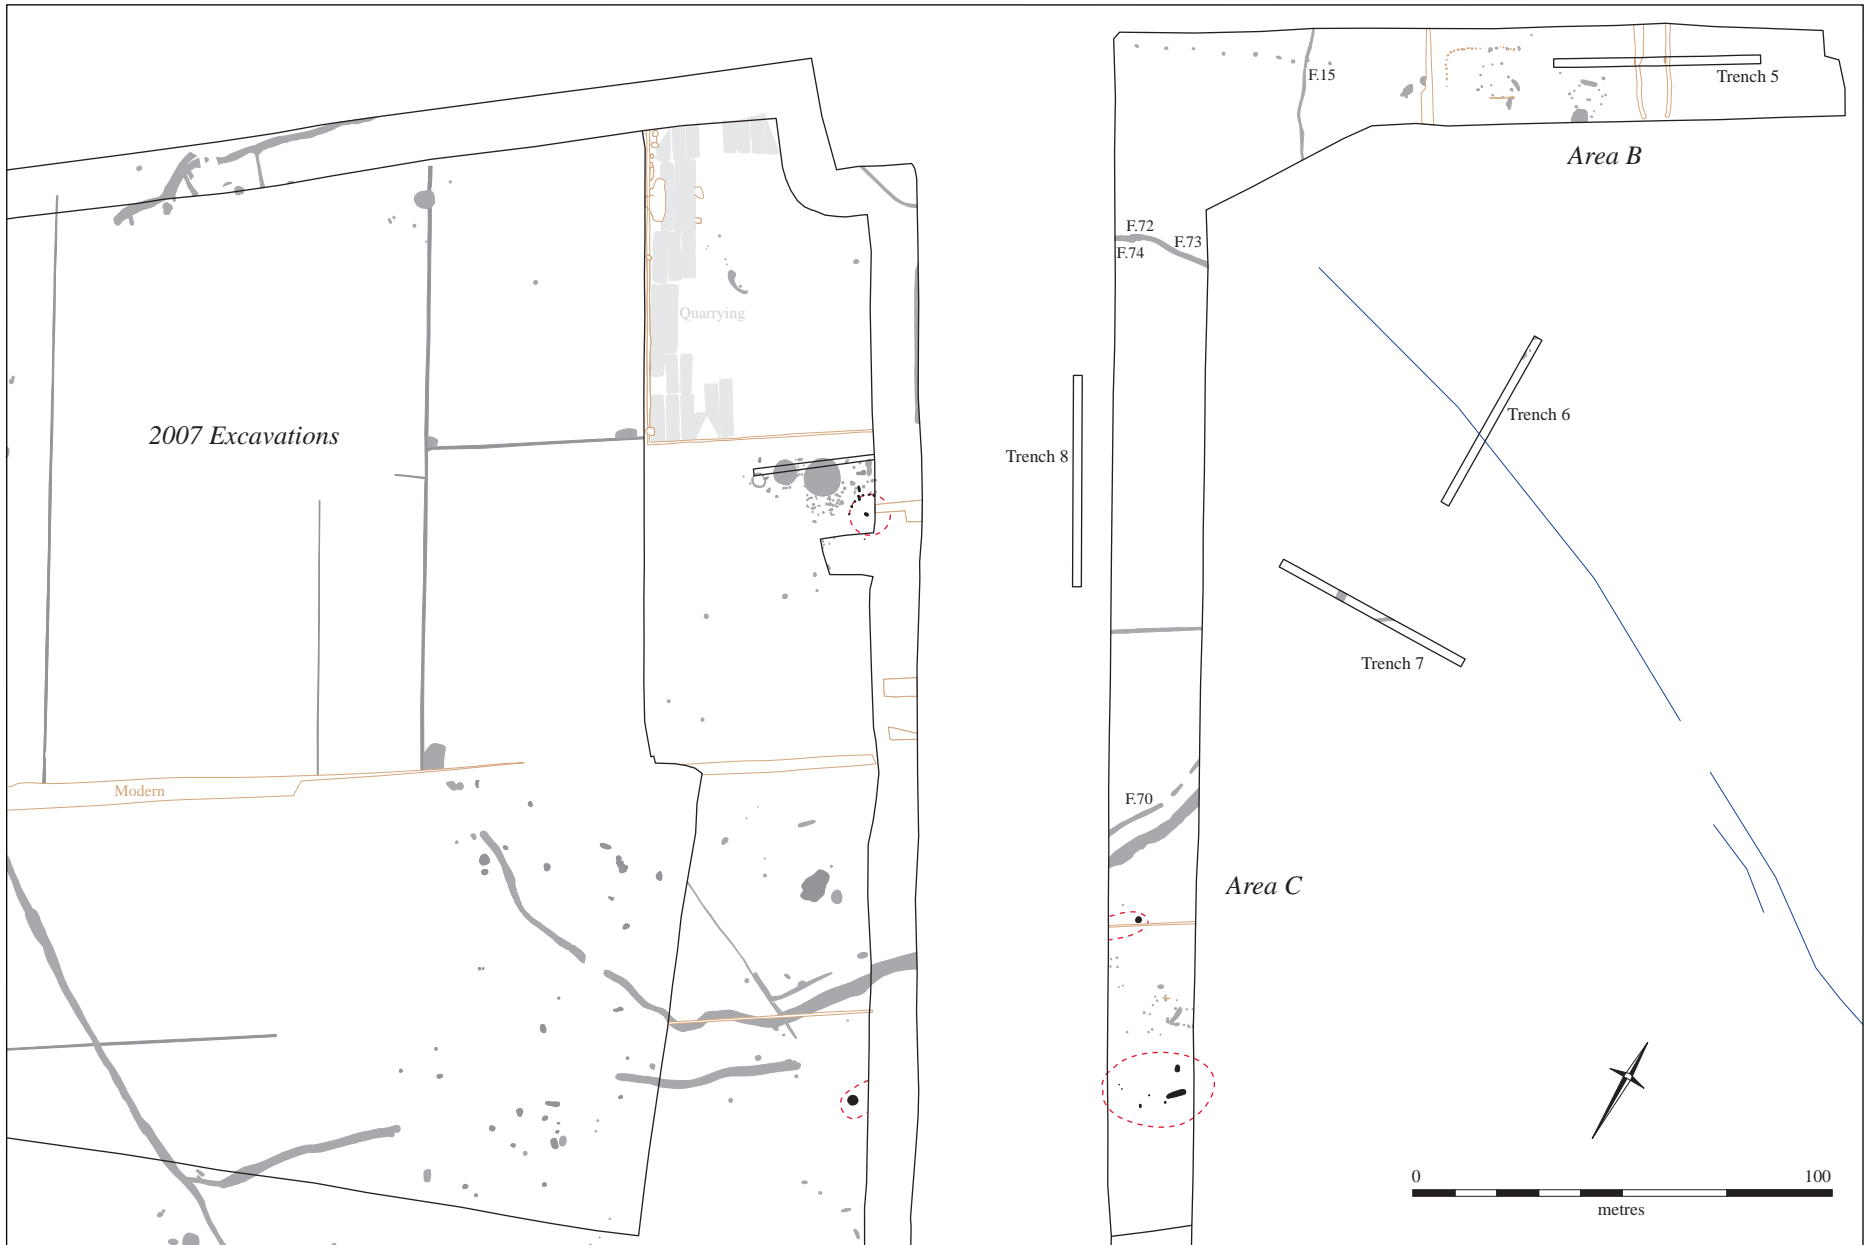 F.15
Trench 5
Area B
F.72
F.73
F.74
Quarrying
Trench 6
2007 Excavations
Trench 8
Trench 7
Modern
F.70
Area C
0 100
metres